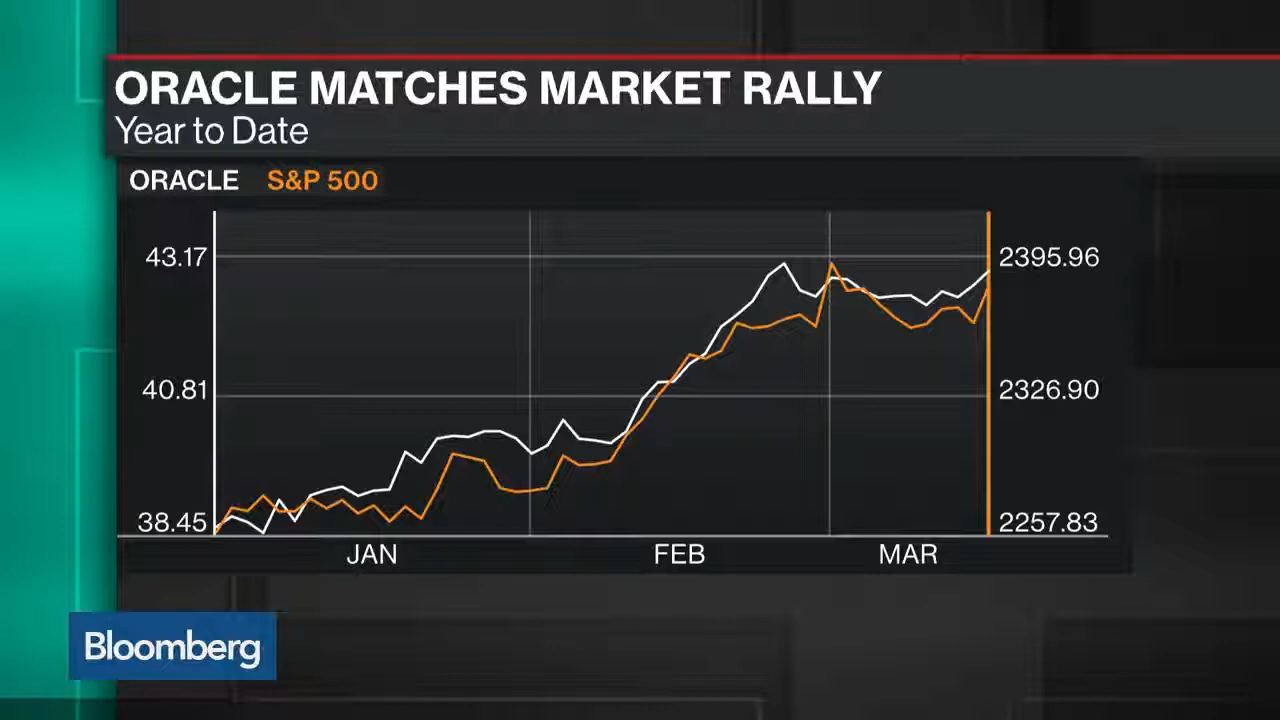 ORACLE MATCHES MARKET RALLY
Year to Date
ORACLE S&P 500
43.17 2395.96
40.81 2326.90
38.45 2257.83
JAN FEB MAR
Bloomberg